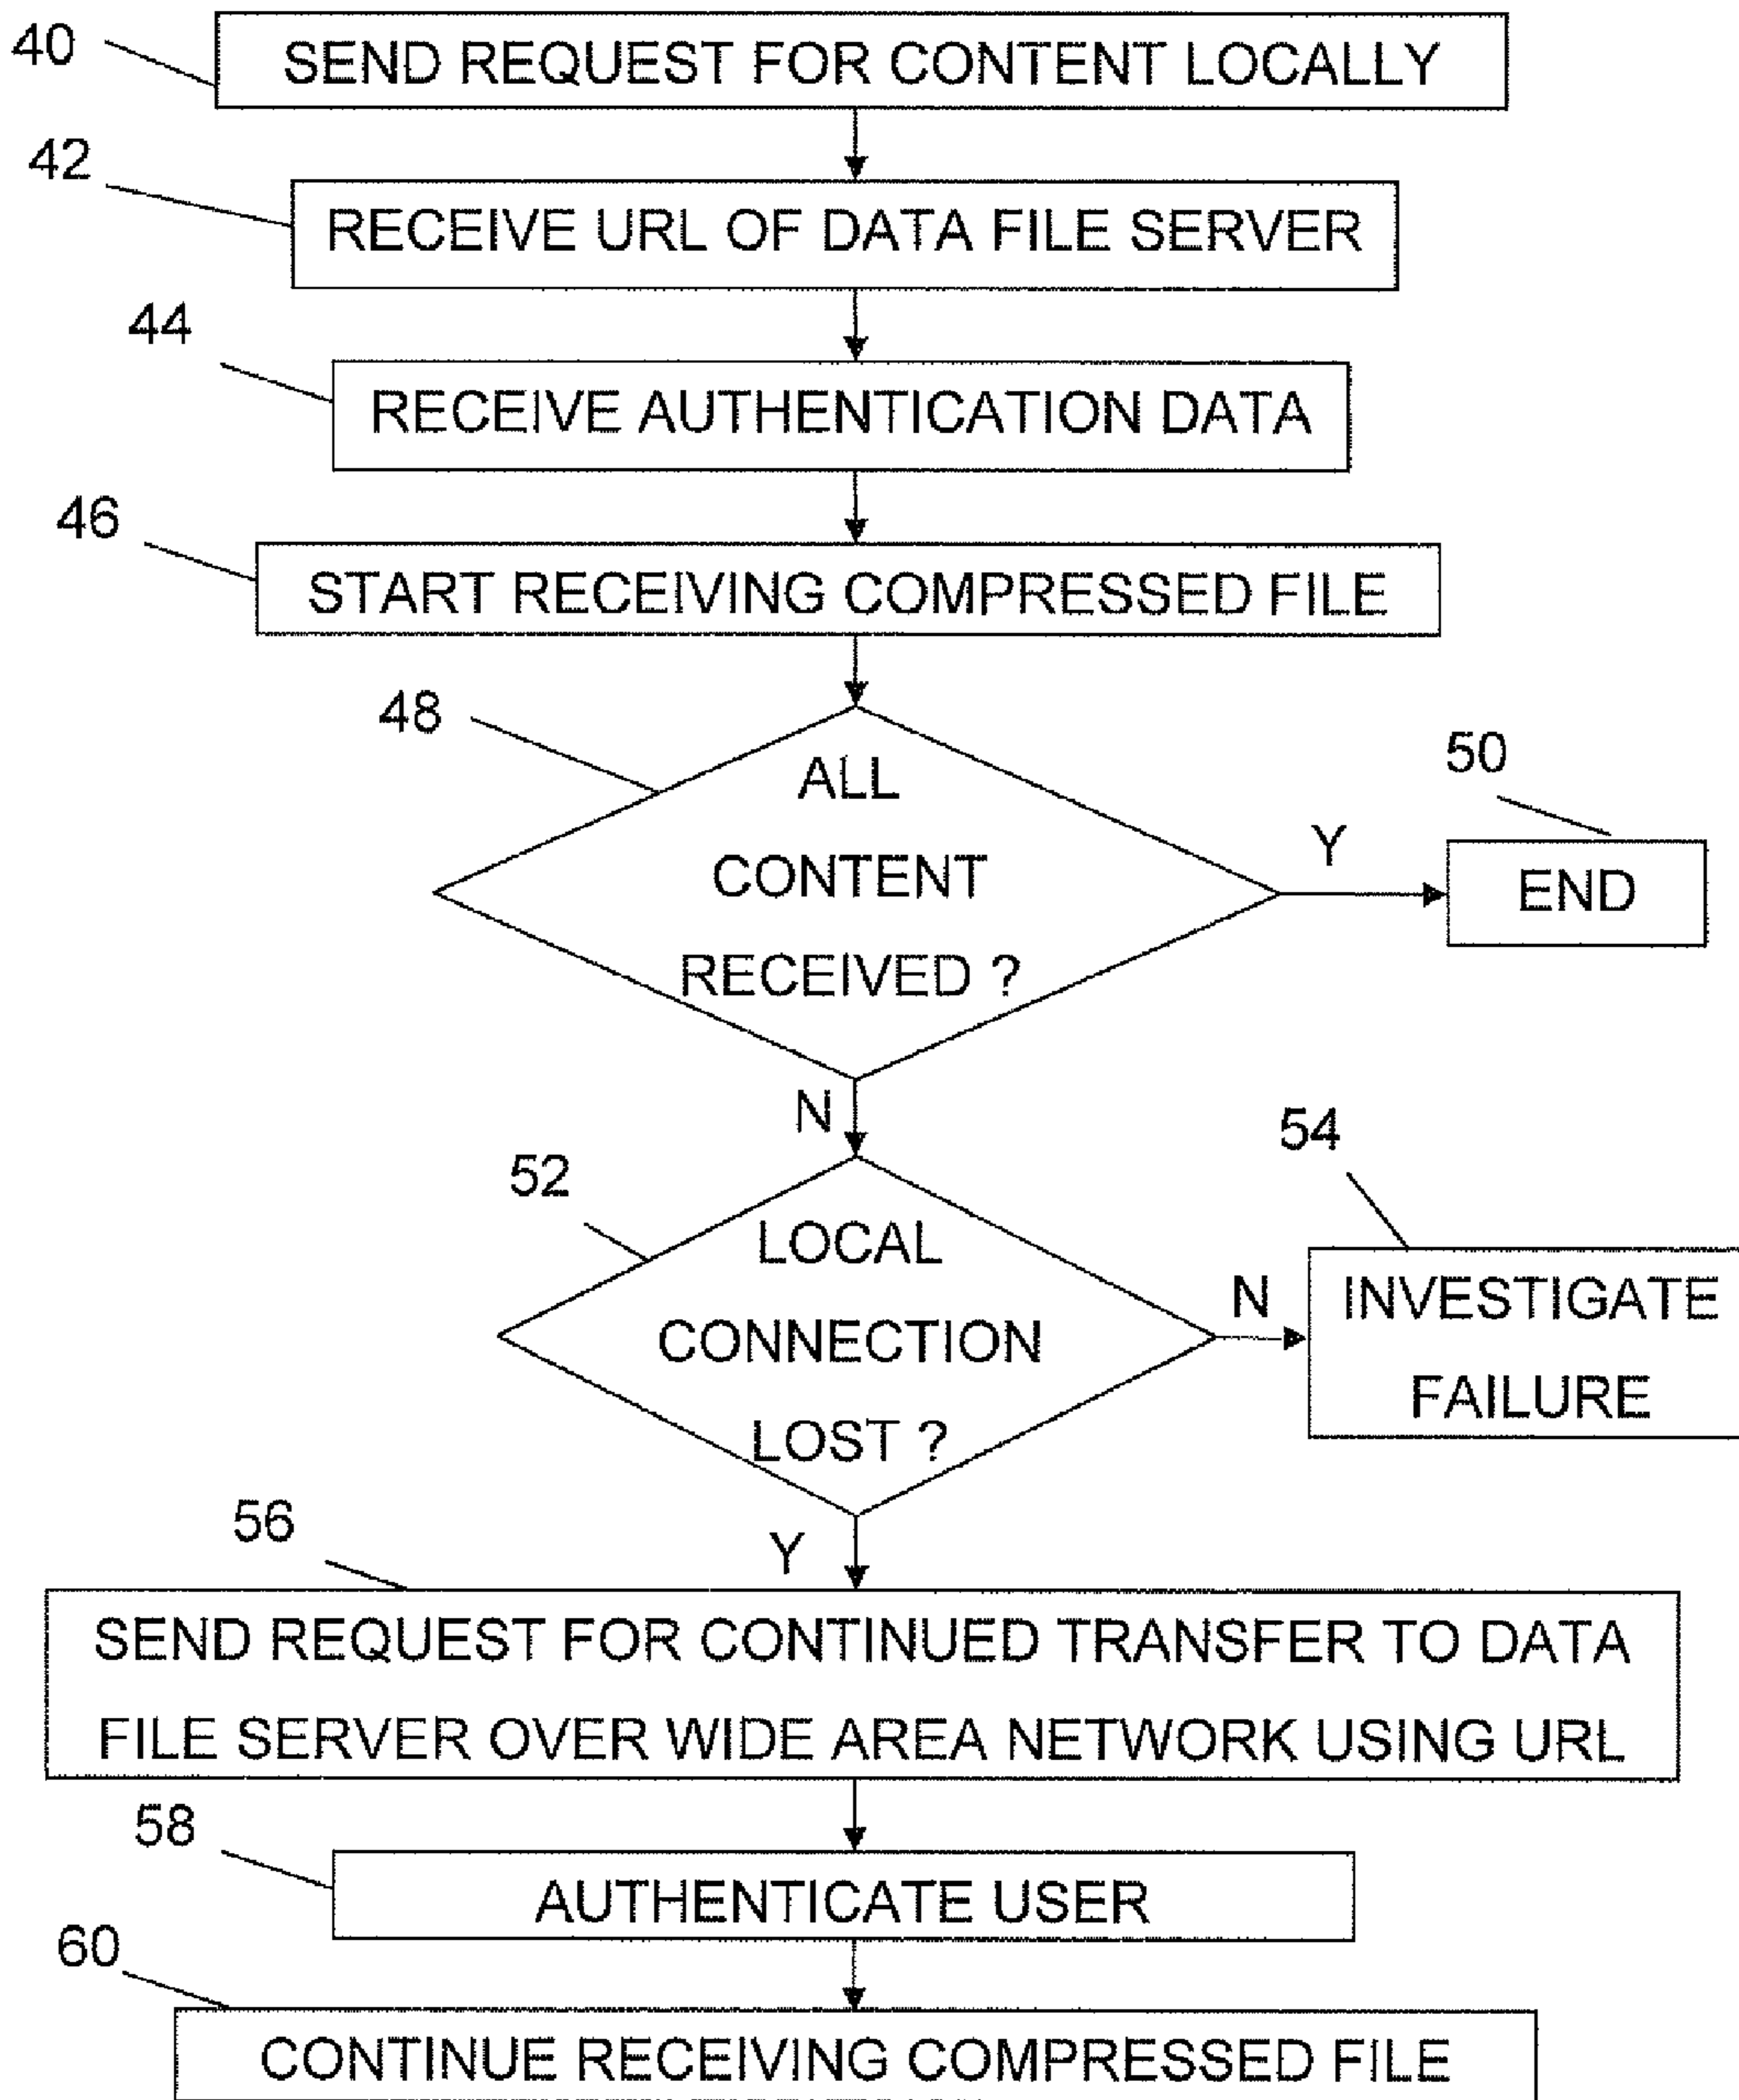 40
SEND REQUEST FOR CONTENT LOCALLY
42
RECEIVE URL OF DATA FILE SERVER
44
RECEIVE AUTHENTICATION DATA
46
START RECEIVING COMPRESSED FILE
48
ALL
CONTENT
RECEIVED ?
Y
50
END
N
52
LOCAL
CONNECTION
LOST ?
N
54
INVESTIGATE
FAILURE
Y
56
SEND REQUEST FOR CONTINUED TRANSFER TO DATA
FILE SERVER OVER WIDE AREA NETWORK USING URL
58
AUTHENTICATE USER
60
CONTINUE RECEIVING COMPRESSED FILE